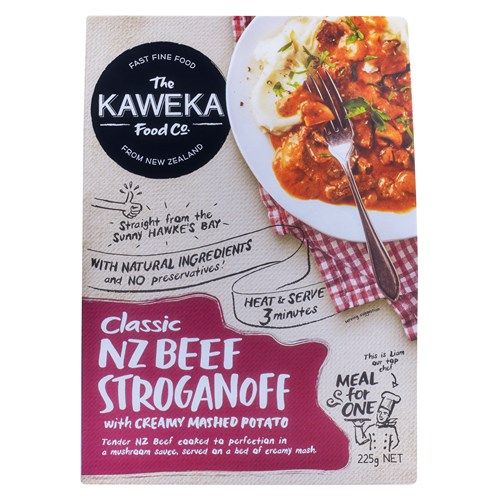 FAST FINE FOOD
The
KAWEKA
Food Co.
FROM NEW ZEALAND
Straight from the
Sunny HAWKE'S BAY
WITH NATURAL INGREDIENTS
and NO preservatives!
HEAT & SERVE
3 minutes
serving suggestion
Classic
NZ BEEF
STROGANOFF
with CREAMY MASHED POTATO
Tender NZ Beef cooked to perfection in
a mushroom sauce, served on a bed of creamy mash.
This is Liam
our top
chef
MEAL
for
ONE
225g NET